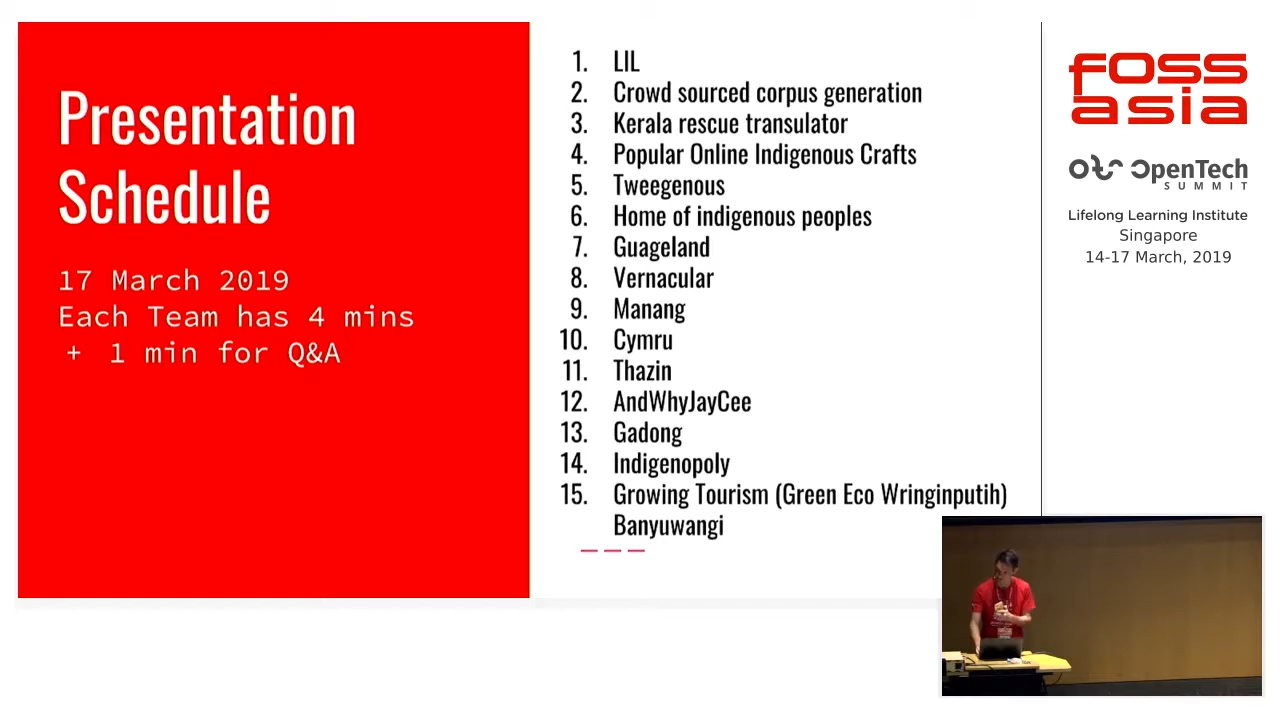 Presentation
Schedule
17 March 2019
Each Team has 4 mins
+ 1 min for Q&A
1. LIL
2. Crowd sourced corpus generation
3. Kerala rescue transulator
4. Popular Online Indigenous Crafts
5. Tweegenous
6. Home of indigenous peoples
7. Guageland
8. Vernacular
9. Manang
10. Cymru
11. Thazin
12. AndWhyJayCee
13. Gadong
14. Indigenopoly
15. Growing Tourism (Green Eco Wringinputih)
Banyuwangi
fOSS
asia
OpenTech
SUMMIT
Lifelong Learning Institute
Singapore
14-17 March, 2019